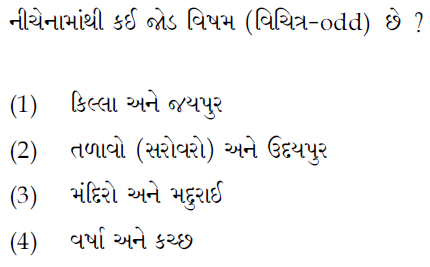 નીચેનામાંથી કઈ જોડ વિષમ (વિચિત્ર-odd) છે ?
(1) કિલ્લા અને જયપુર
(2) તળાવો (સરોવરો) અને ઉદયપુર
(3) મંદિરો અને મદુરાઈ
(4) વર્ષા અને કચ્છ